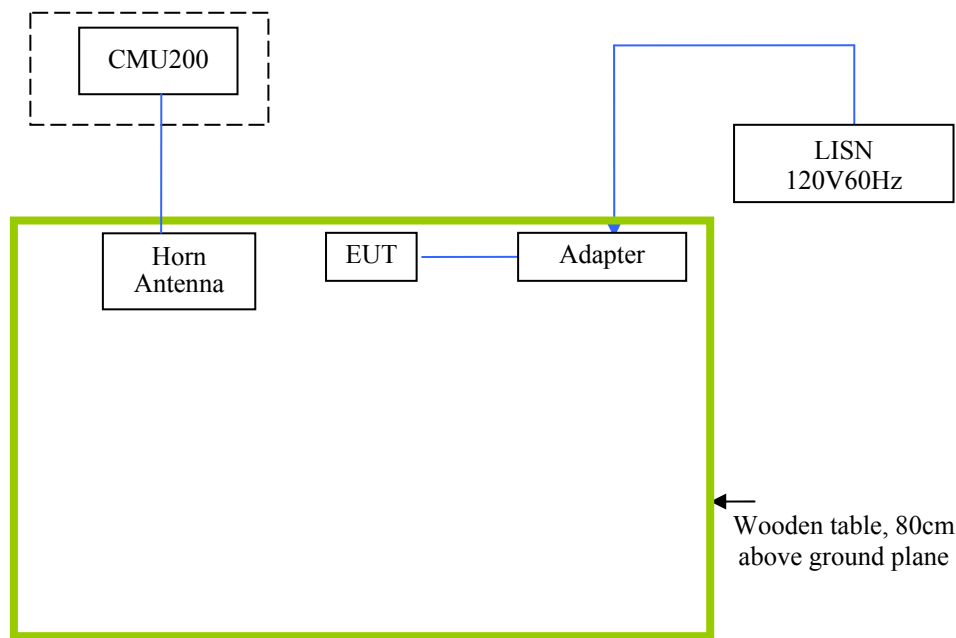 CMU200
LISN
120V60Hz
Horn
Antenna
EUT
Adapter
Wooden table, 80cm
above ground plane